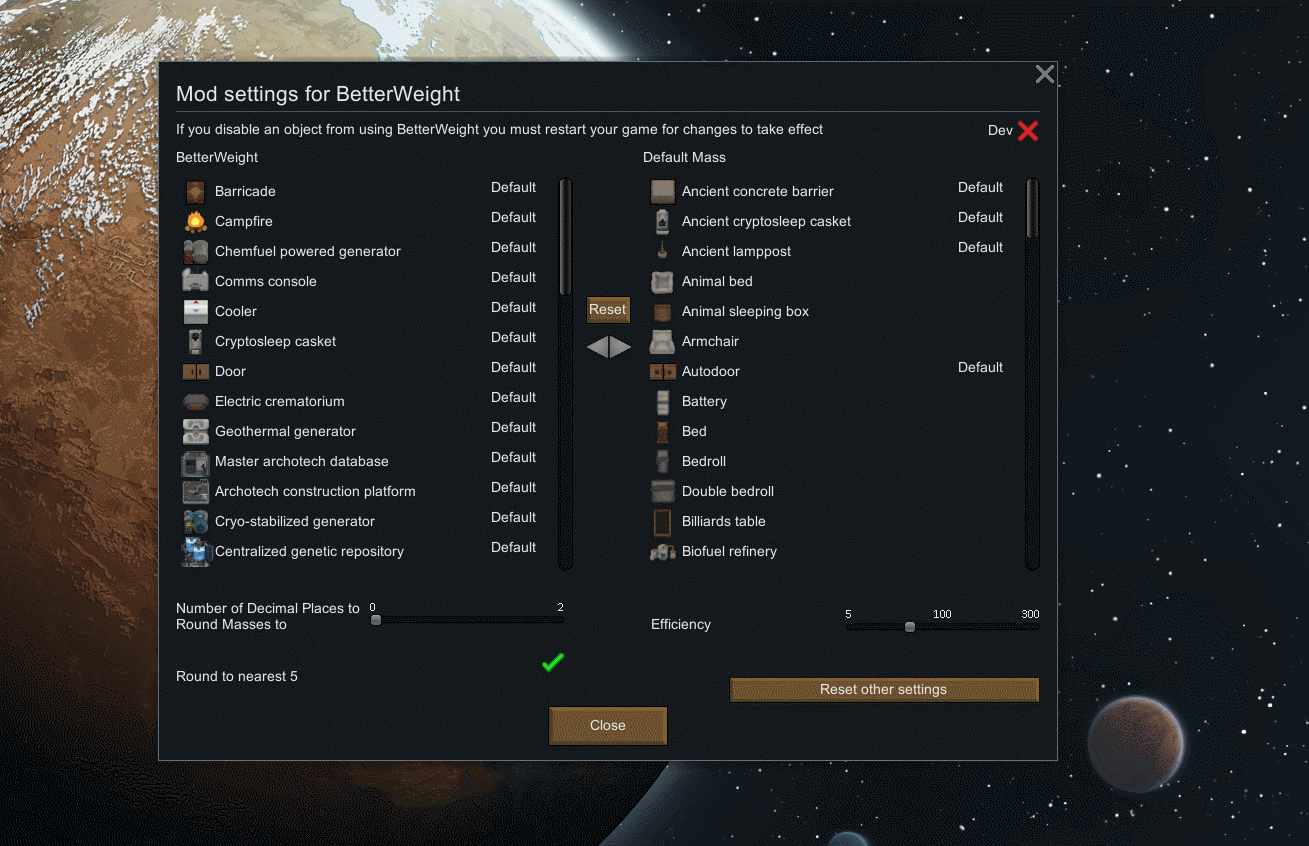 Mod settings for BetterWeight
If you disable an object from using BetterWeight you must restart your game for changes to take effect
Dev
BetterWeight
Barricade Default
Campfire Default
Chemfuel powered generator Default
Comms console Default
Cooler Default
Cryptosleep casket Default
Door Default
Electric crematorium Default
Geothermal generator Default
Master archotech database Default
Archotech construction platform Default
Cryo-stabilized generator Default
Centralized genetic repository Default
Reset
Default Mass
Ancient concrete barrier Default
Ancient cryptosleep casket Default
Ancient lamppost Default
Animal bed
Animal sleeping box
Armchair
Autodoor Default
Battery
Bed
Bedroll
Double bedroll
Billiards table
Biofuel refinery
Number of Decimal Places to
Round Masses to
0 2
Efficiency
5 100 300
Round to nearest 5
Reset other settings
Close